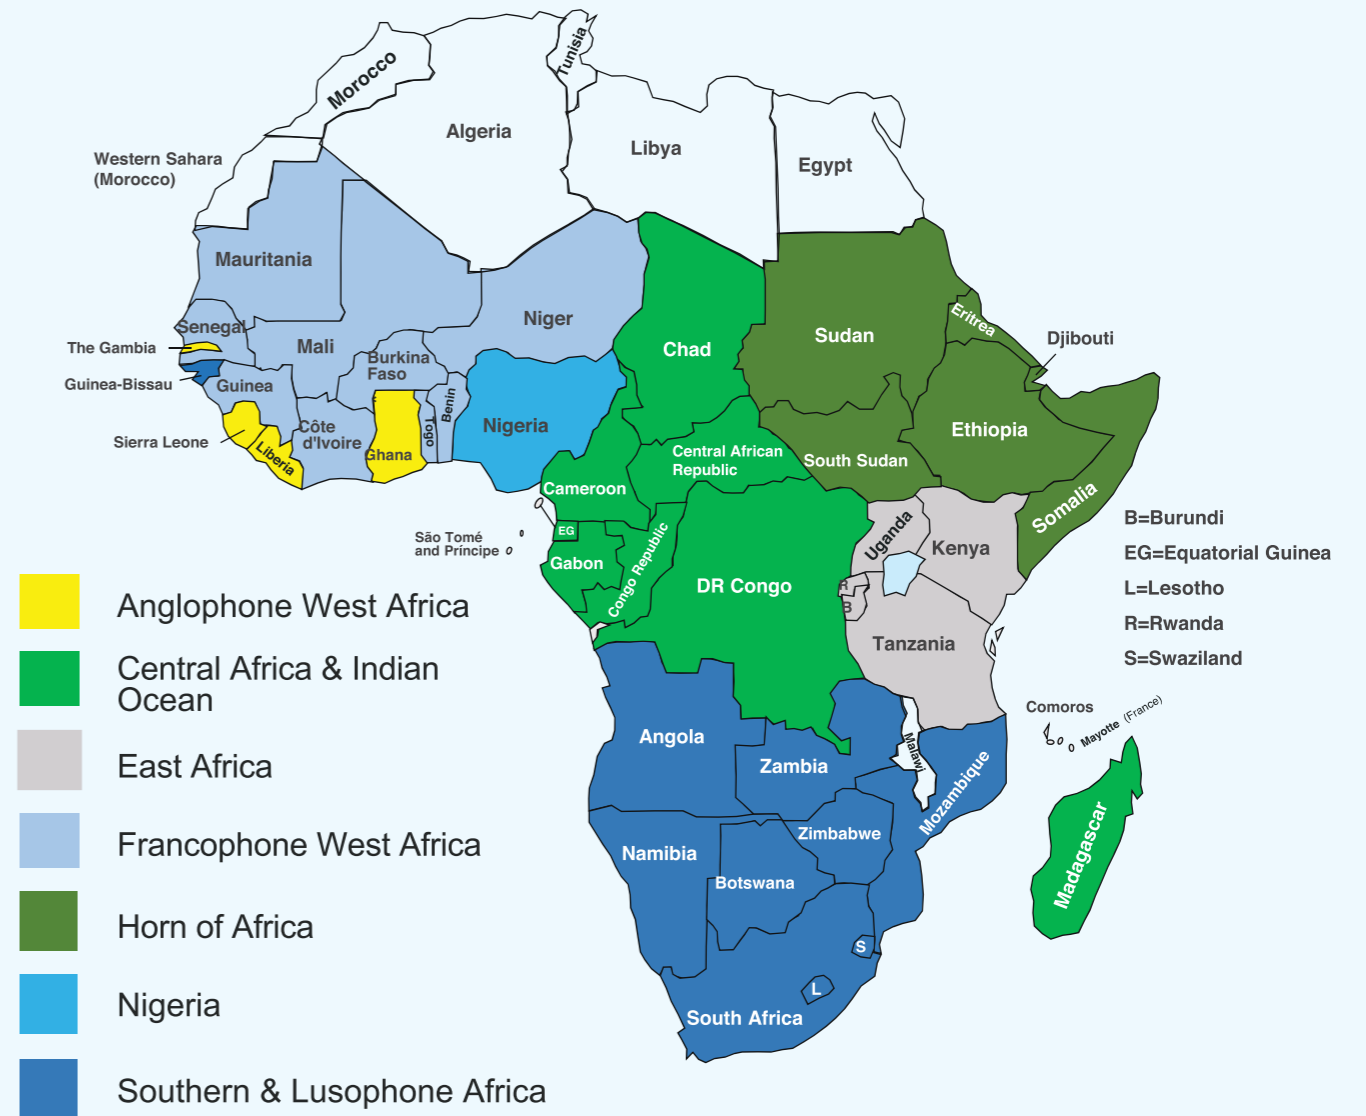 Morocco
Tunisia
Algeria
Libya
Egypt
Western Sahara
(Morocco)
Mauritania
Senegal
The Gambia
Guinea-Bissau
Guinea
Sierra Leone
Liberia
Mali
Burkina
Faso
Côte
d'Ivoire
Ghana
Togo
Benin
Niger
Nigeria
Chad
Sudan
Eritrea
Djibouti
Ethiopia
South Sudan
Somalia
Central African
Republic
Cameroon
São Tomé
and Príncipe
EG
Gabon
Congo Republic
DR Congo
Uganda
Kenya
R
B
Tanzania
Angola
Zambia
Malawi
Mozambique
Zimbabwe
Namibia
Botswana
S
L
South Africa
Comoros
Mayotte (France)
Madagascar
B=Burundi
EG=Equatorial Guinea
L=Lesotho
R=Rwanda
S=Swaziland
Anglophone West Africa
Central Africa & Indian
Ocean
East Africa
Francophone West Africa
Horn of Africa
Nigeria
Southern & Lusophone Africa